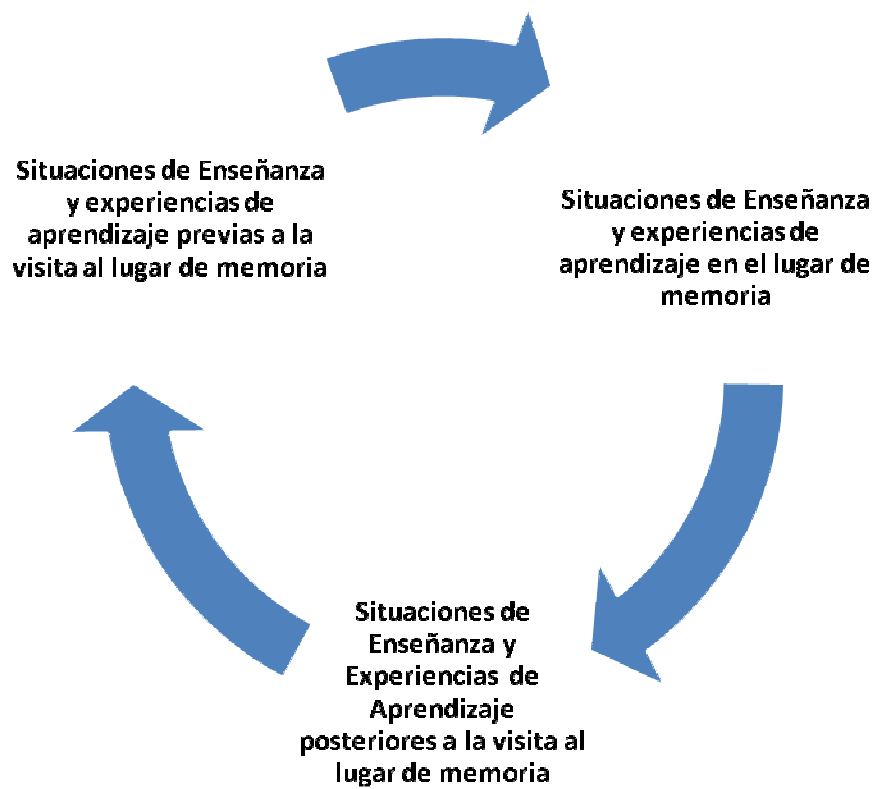 Situaciones de Enseñanza
y experiencias de
aprendizaje previas a la
visita al lugar de memoria
Situaciones de Enseñanza
y experiencias de
aprendizaje en el lugar de
memoria
Situaciones de
Enseñanza y
Experiencias de
Aprendizaje
posteriores a la visita al
lugar de memoria